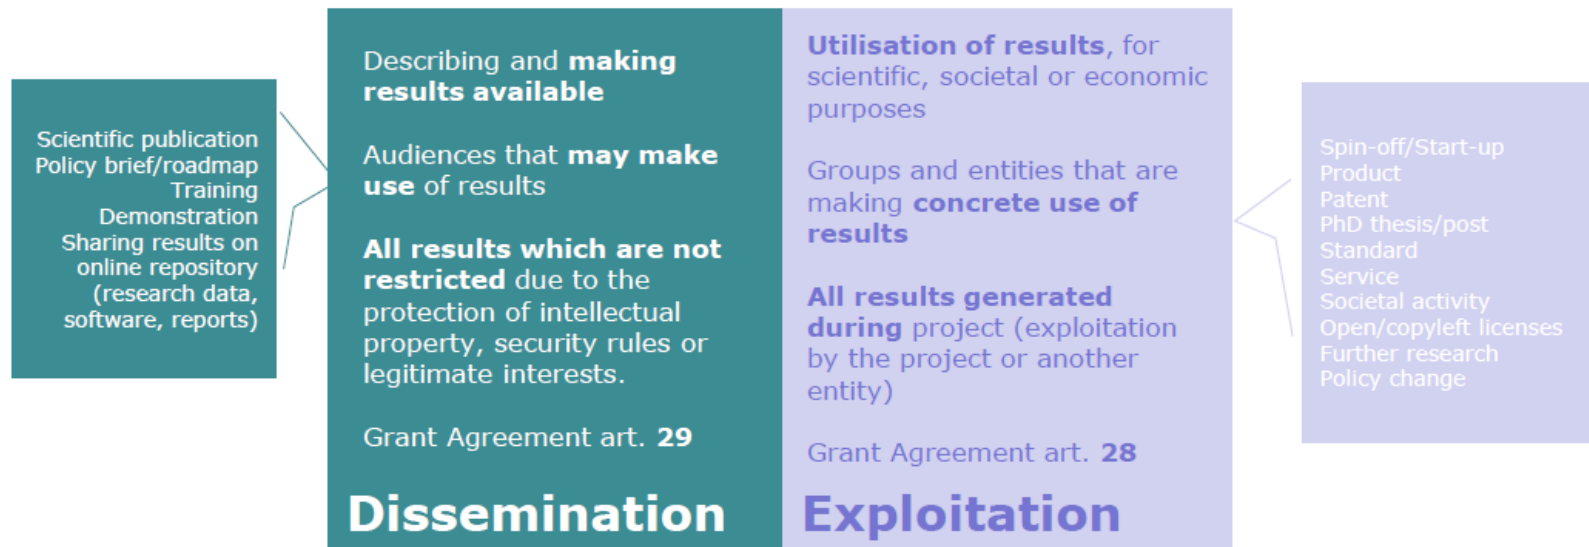 Scientific publication
Policy brief/roadmap
Training
Demonstration
Sharing results on
online repository
(research data,
software, reports)
Describing and making
results available
Audiences that may make
use of results
All results which are not
restricted due to the
protection of intellectual
property, security rules or
legitimate interests.
Grant Agreement art. 29
Dissemination
Utilisation of results, for
scientific, societal or economic
purposes
Groups and entities that are
making concrete use of
results
All results generated
during project (exploitation
by the project or another
entity)
Grant Agreement art. 28
Exploitation
Spin-off/Start-up
Product
Patent
PhD thesis/post
Standard
Service
Societal activity
Open/copyleft licenses
Further research
Policy change